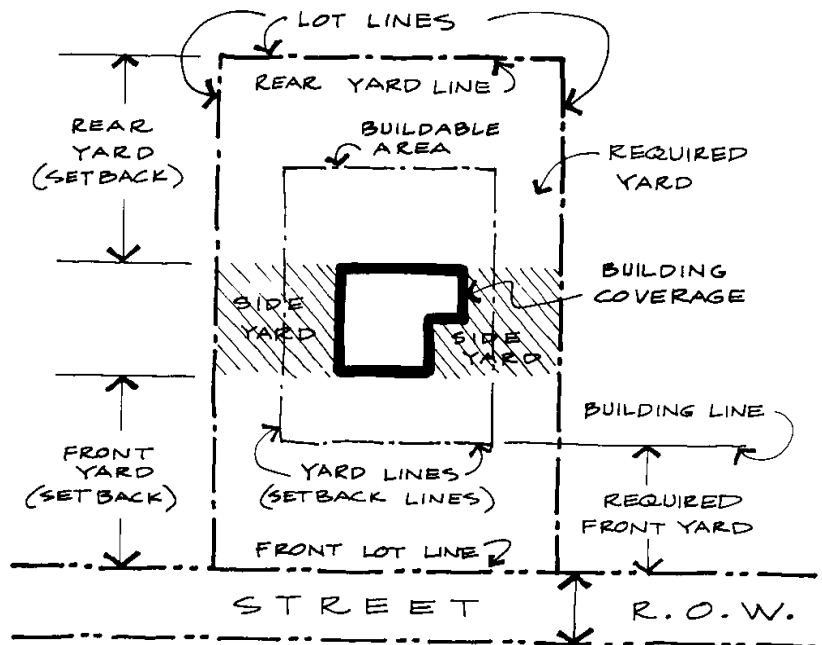 LOT LINES
REAR YARD LINE
BUILDABLE
AREA
REAR
YARD
(SETBACK)
REQUIRED
YARD
BUILDING
COVERAGE
SIDE
YARD
SIDE
YARD
BUILDING LINE
FRONT
YARD
(SETBACK)
YARD LINES
(SETBACK LINES)
REQUIRED
FRONT YARD
FRONT LOT LINE
STREET R.O.W.